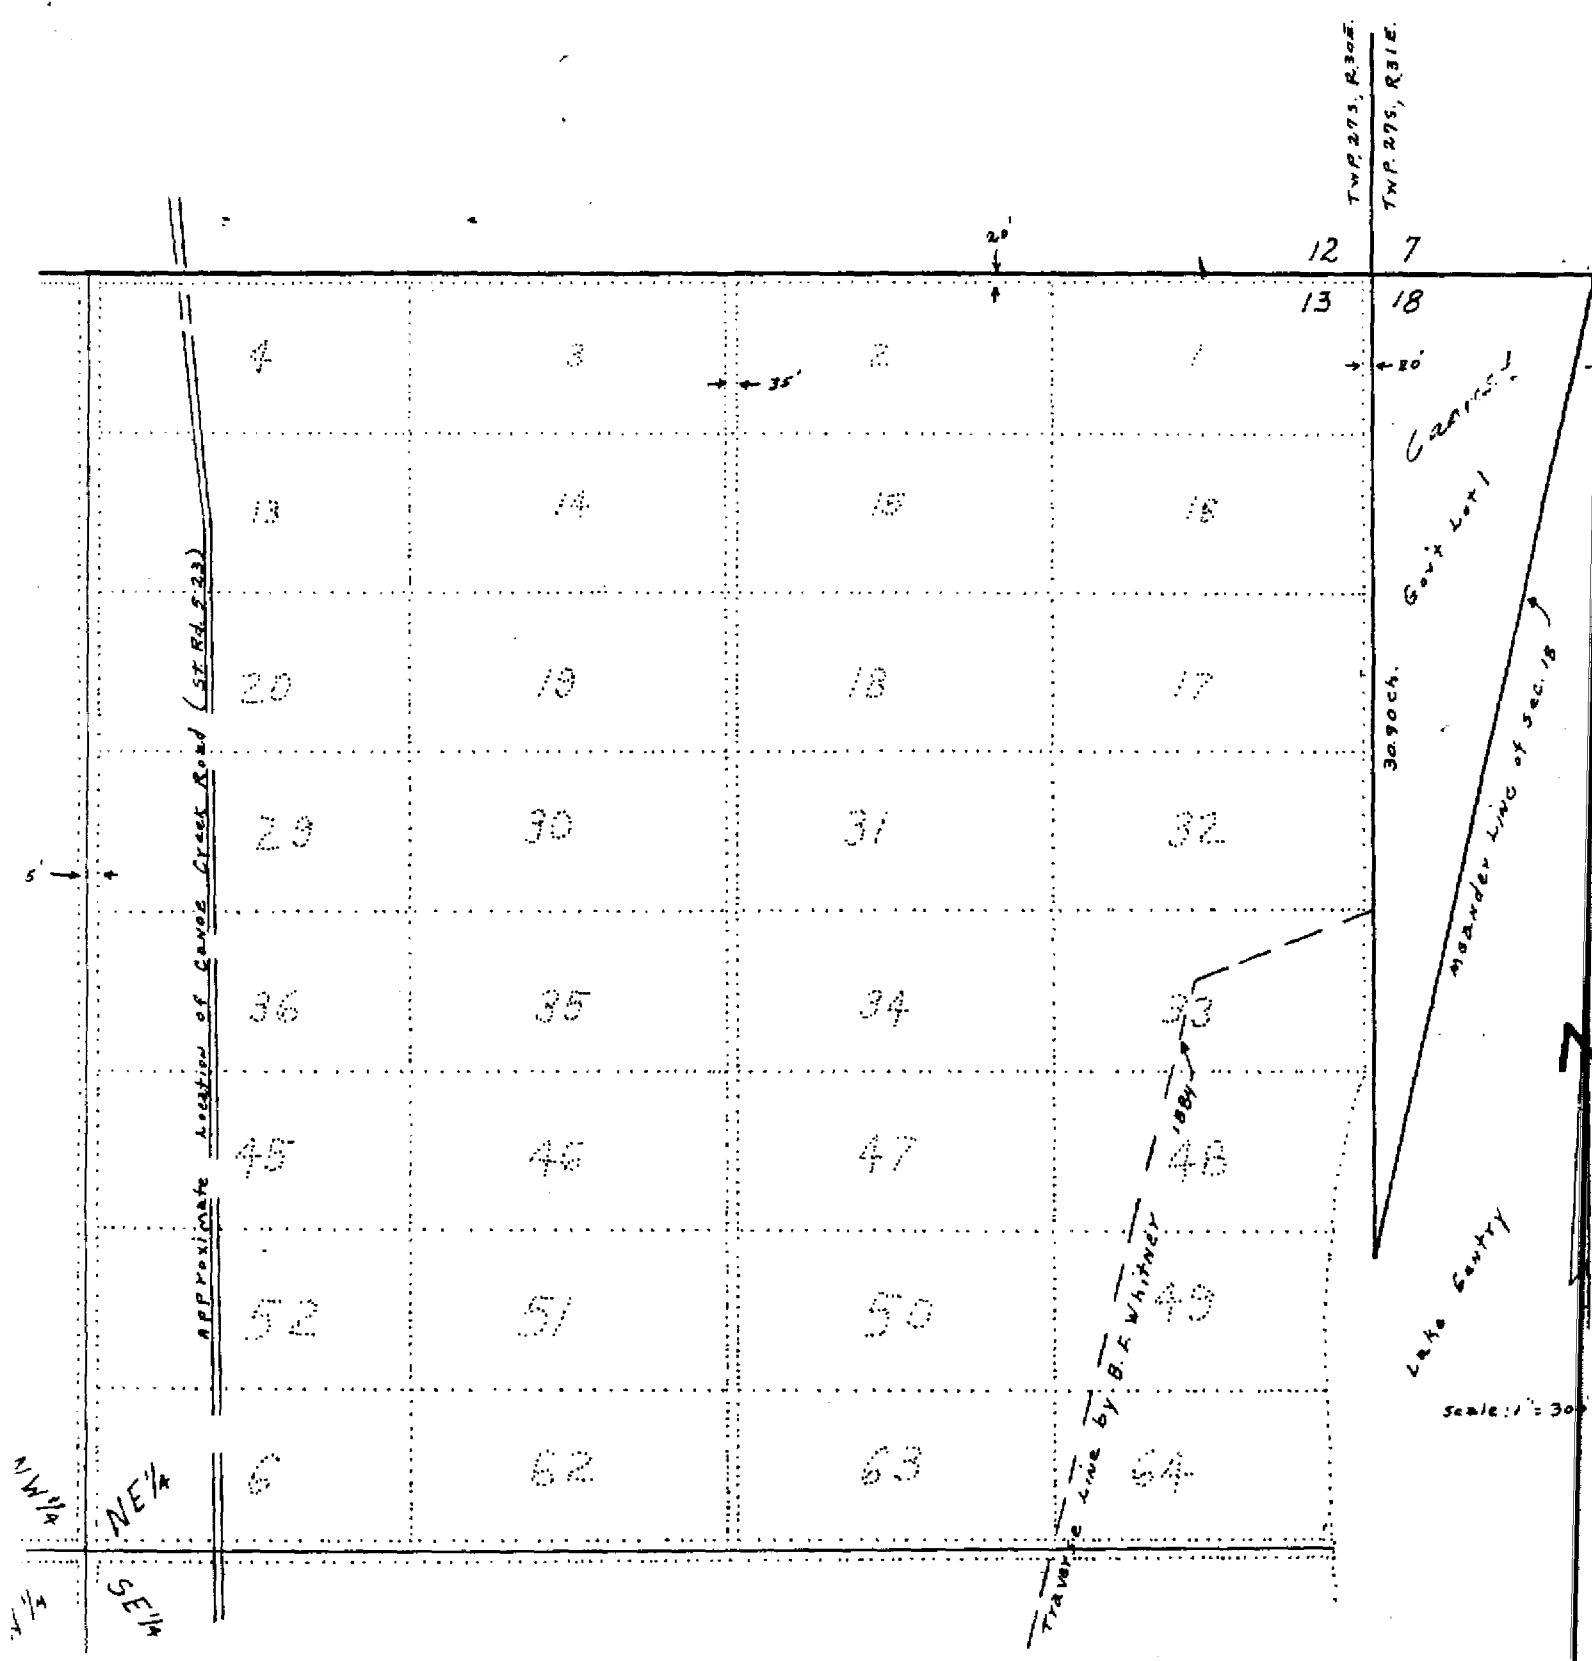 TWP. 27S., R.30E.
TWP. 27S., R31E.
20'
12 7
13 18
4 3 2 1
35'
20'
Gov't Lot 1
13 14 15 16
(ST. Rd. S 23)
20 19 18 17
30.90 ch.
Meander Line of Sec. 18
29 30 31 32
5'
Approximate Location of Canoe Creek Road
36 35 34 33
45 46 47 48
Traverse Line by B. F. Whitney 1884
52 51 50 49
Lake Gentry
Scale: 1" = 30
6 62 63 64
NW 1/4
NE 1/4
SE 1/4